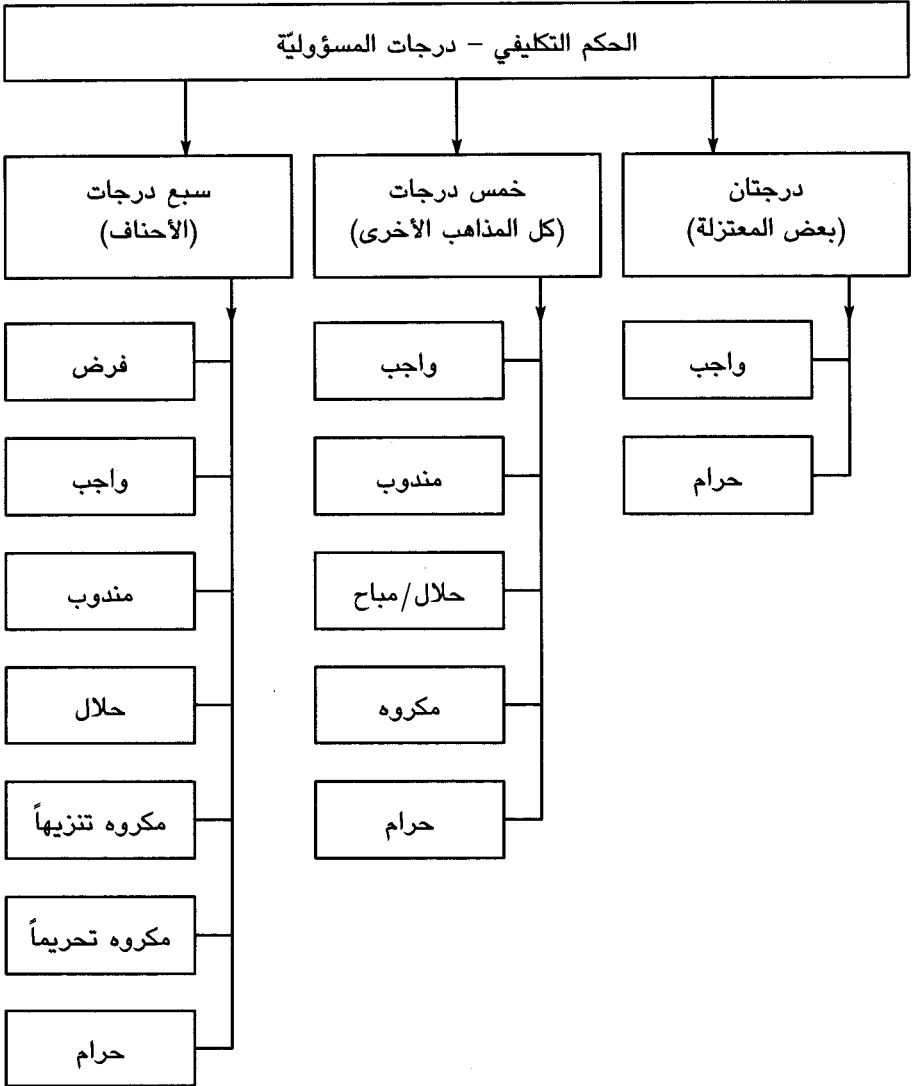 الحكم التكليفي – درجات المسؤوليّة
درجتان
(بعض المعتزلة)
واجب
حرام
خمس درجات
(كل المذاهب الأخرى)
واجب
مندوب
حلال/مباح
مكروه
حرام
سبع درجات
(الأحناف)
فرض
واجب
مندوب
حلال
مكروه تنزيهاً
مكروه تحريماً
حرام